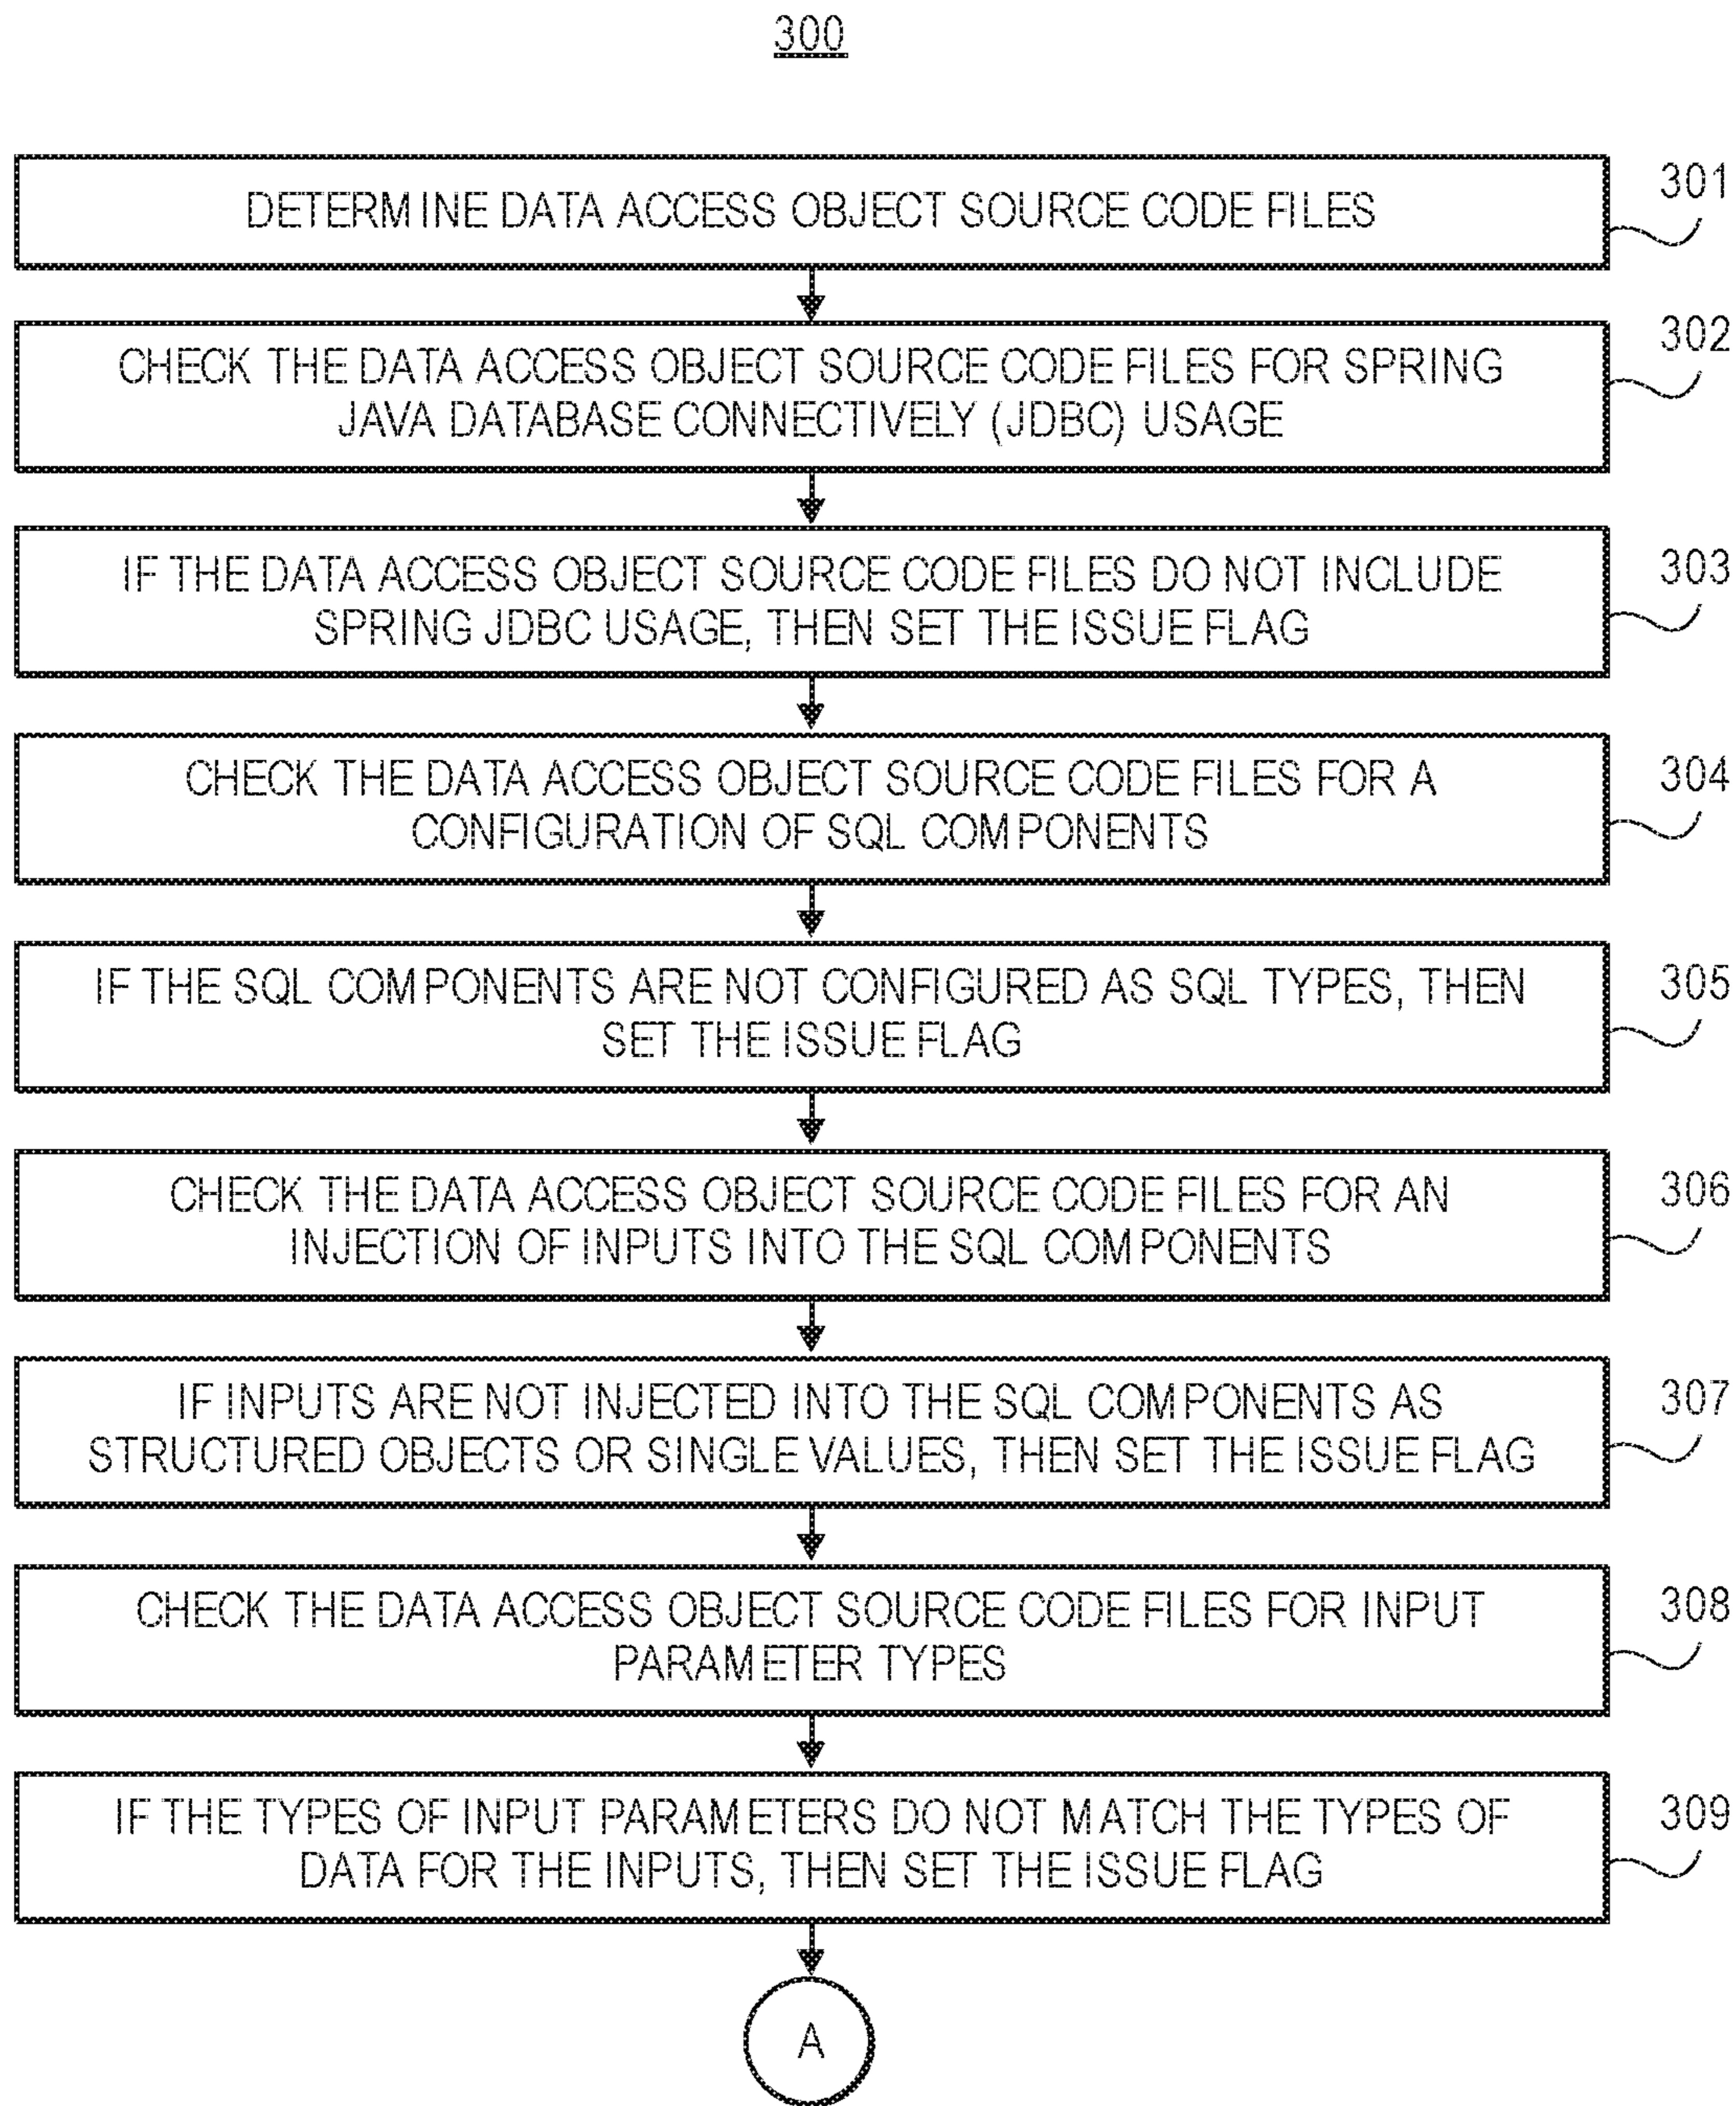 300
DETERMINE DATA ACCESS OBJECT SOURCE CODE FILES
301
CHECK THE DATA ACCESS OBJECT SOURCE CODE FILES FOR SPRING
JAVA DATABASE CONNECTIVELY (JDBC) USAGE
302
IF THE DATA ACCESS OBJECT SOURCE CODE FILES DO NOT INCLUDE
SPRING JDBC USAGE, THEN SET THE ISSUE FLAG
303
CHECK THE DATA ACCESS OBJECT SOURCE CODE FILES FOR A
CONFIGURATION OF SQL COMPONENTS
304
IF THE SQL COMPONENTS ARE NOT CONFIGURED AS SQL TYPES, THEN
SET THE ISSUE FLAG
305
CHECK THE DATA ACCESS OBJECT SOURCE CODE FILES FOR AN
INJECTION OF INPUTS INTO THE SQL COMPONENTS
306
IF INPUTS ARE NOT INJECTED INTO THE SQL COMPONENTS AS
STRUCTURED OBJECTS OR SINGLE VALUES, THEN SET THE ISSUE FLAG
307
CHECK THE DATA ACCESS OBJECT SOURCE CODE FILES FOR INPUT
PARAMETER TYPES
308
IF THE TYPES OF INPUT PARAMETERS DO NOT MATCH THE TYPES OF
DATA FOR THE INPUTS, THEN SET THE ISSUE FLAG
309
A